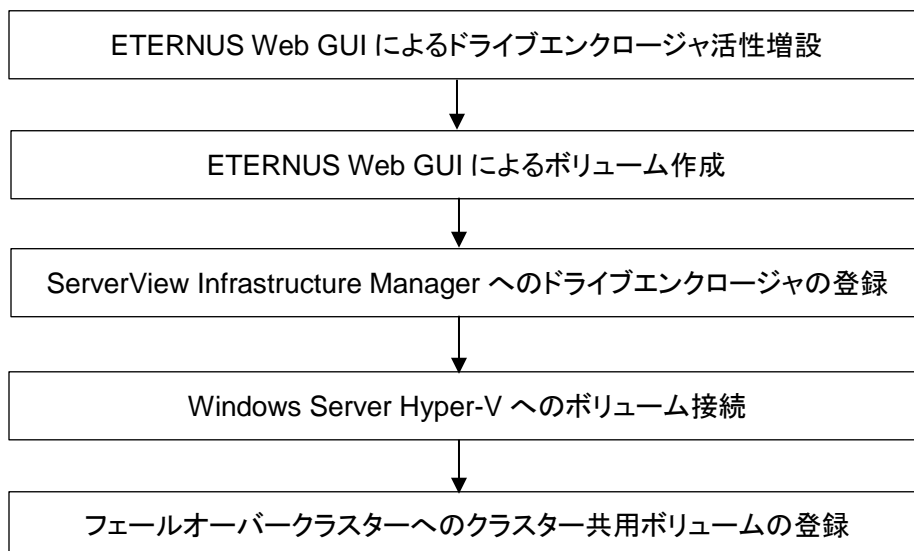 ETERNUS Web GUI によるドライブエンクロージャ活性増設
ETERNUS Web GUI によるボリューム作成
ServerView Infrastructure Manager へのドライブエンクロージャの登録
Windows Server Hyper-V へのボリューム接続
フェールオーバークラスターへのクラスター共用ボリュームの登録